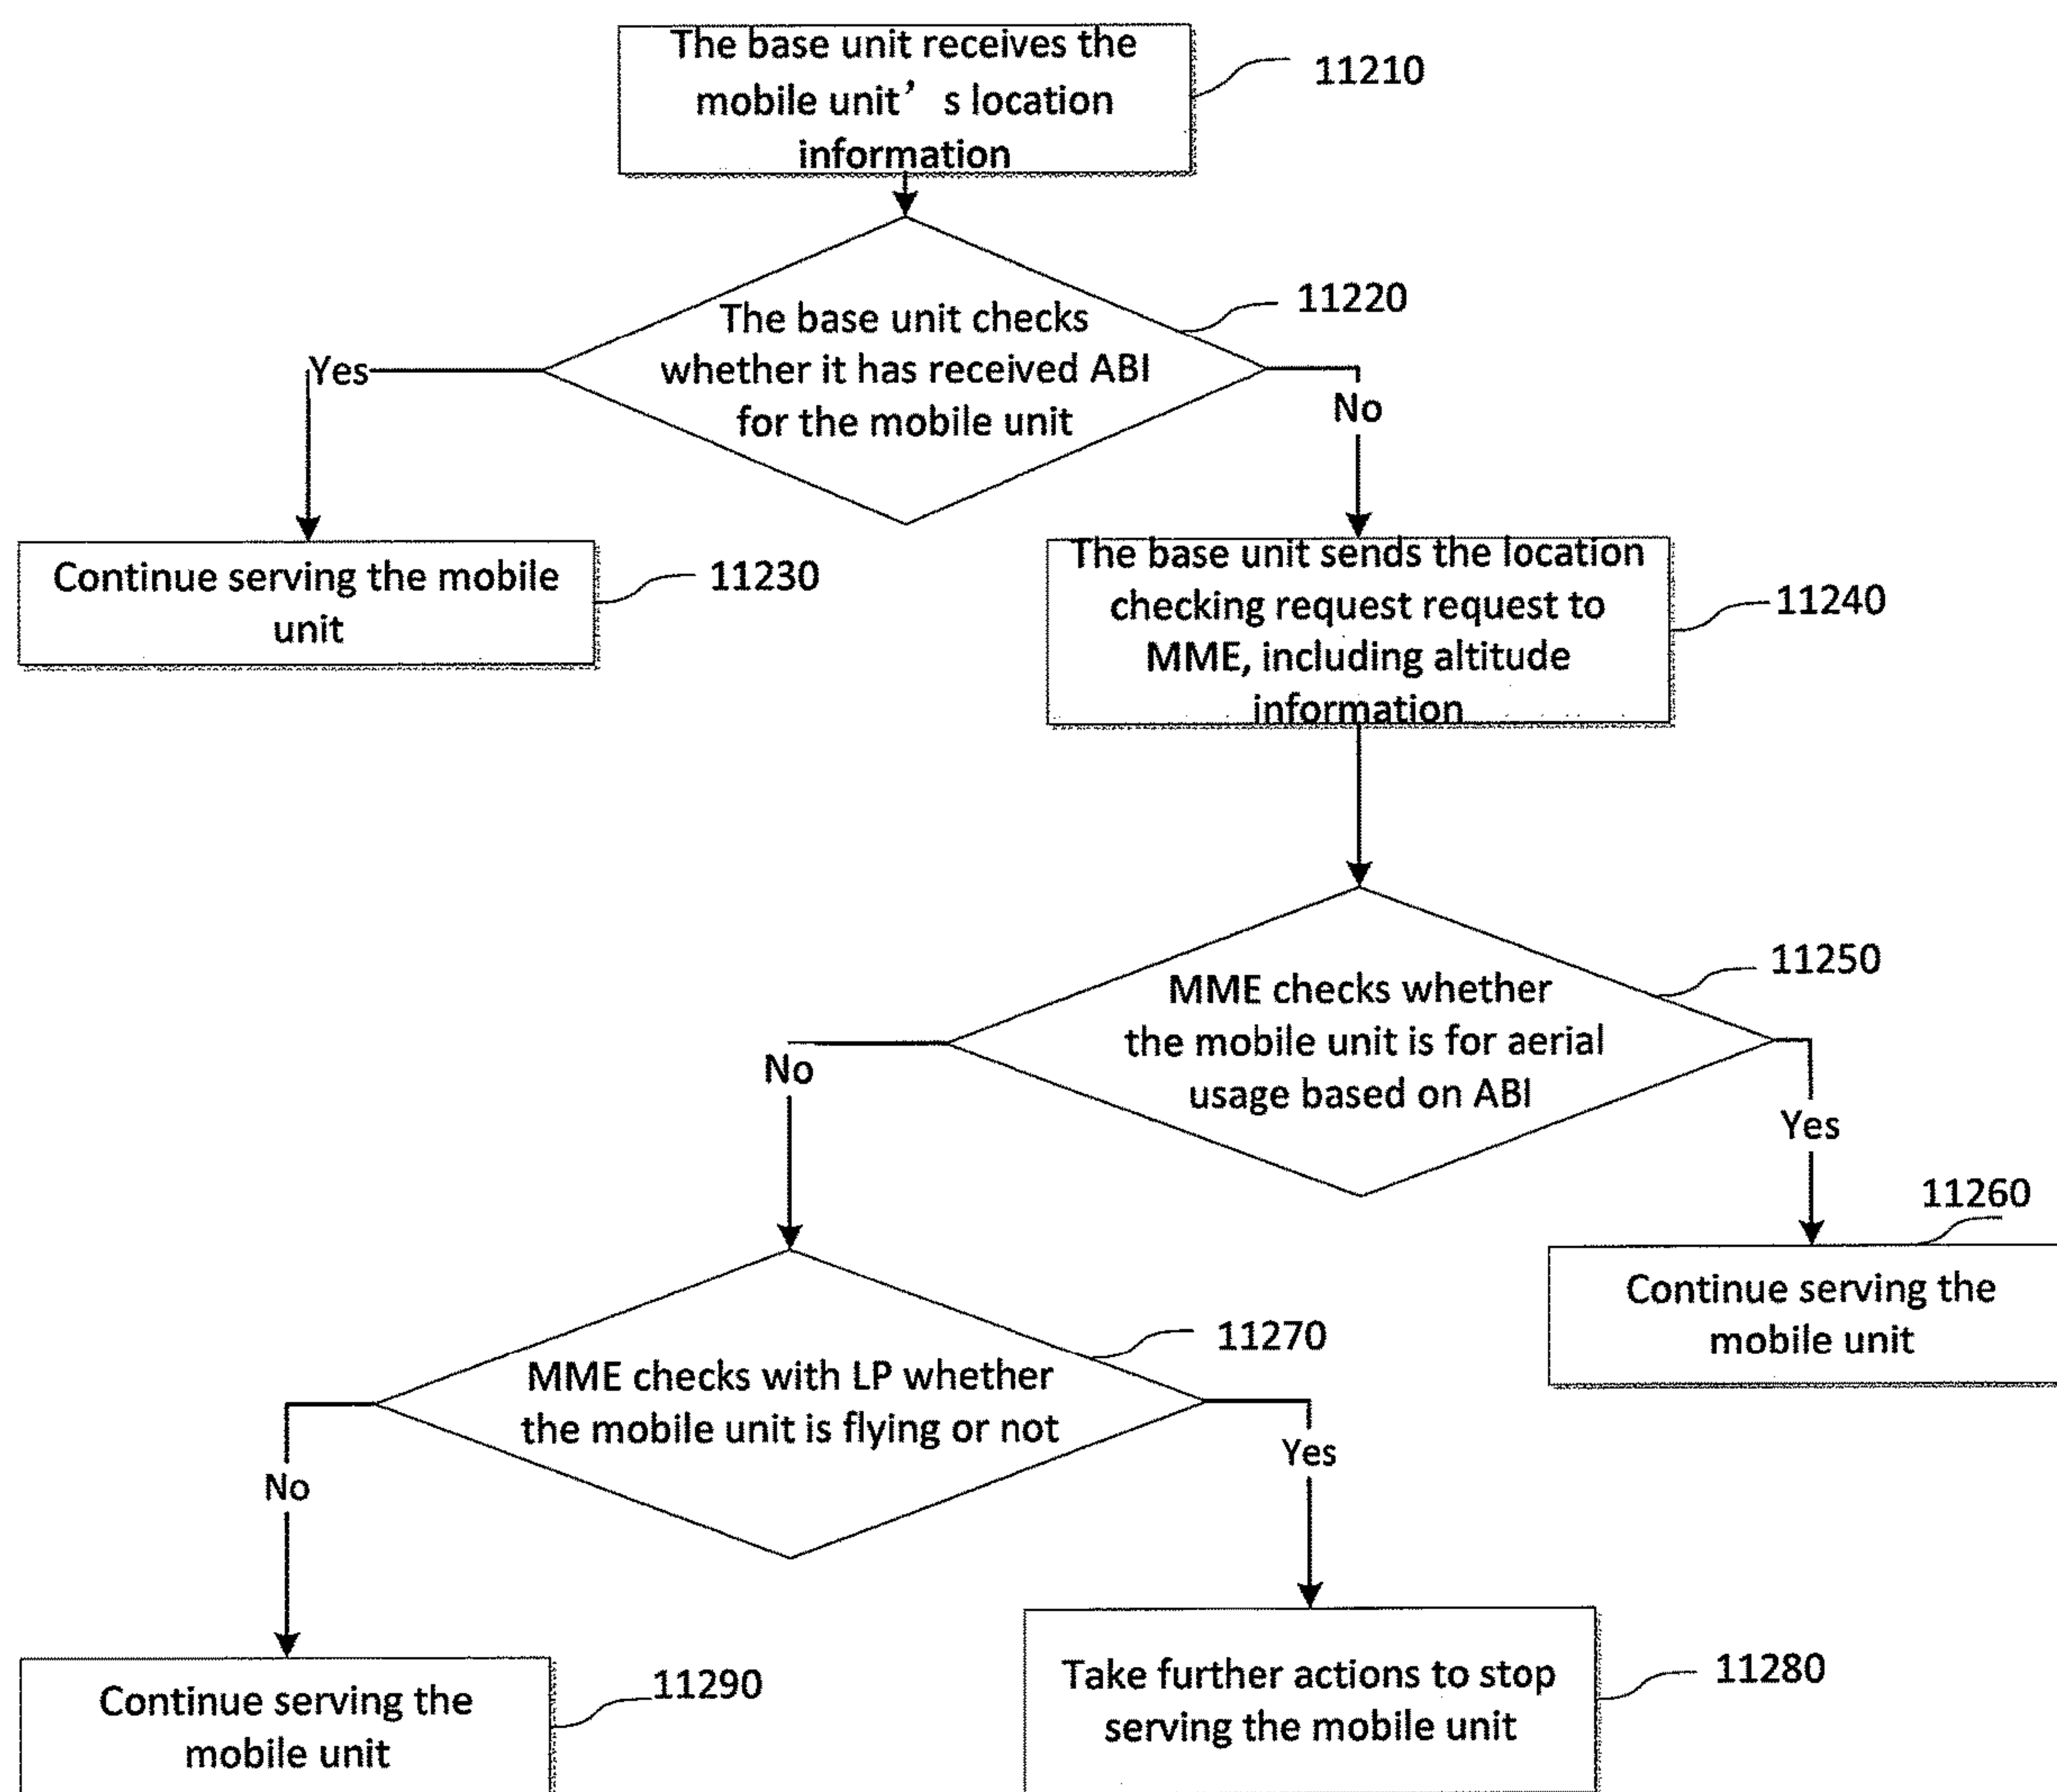 The base unit receives the
mobile unit’ s location
information
11210
The base unit checks
whether it has received ABI
for the mobile unit
11220
Yes
No
Continue serving the mobile
unit
11230
The base unit sends the location
checking request request to
MME, including altitude
information
11240
MME checks whether
the mobile unit is for aerial
usage based on ABI
11250
No
Yes
11260
Continue serving the
mobile unit
MME checks with LP whether
the mobile unit is flying or not
11270
No
Yes
Continue serving the
mobile unit
11290
Take further actions to stop
serving the mobile unit
11280